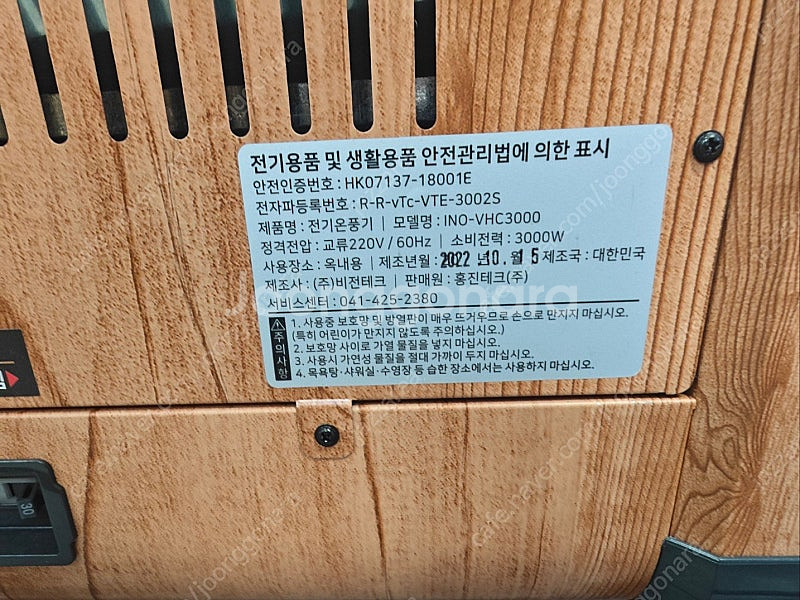 전기용품 및 생활용품 안전관리법에 의한 표시
안전인증번호 : HK07137-18001E
전자파등록번호 : R-R-vTc-VTE-3002S
제품명 : 전기온풍기 | 모델명 : INO-VHC3000
정격전압 : 교류220V / 60Hz | 소비전력 : 3000W
사용장소 : 옥내용 | 제조년월 : 2022 년10. 월 15 제조국 : 대한민국
제조사 : (주)비전테크 | 판매원 : 홍진테크(주)
서비스센터 : 041-425-2380
주의사항
1. 사용중 보호망 및 방열판이 매우 뜨거우므로 손으로 만지지 마십시오.
(특히 어린이가 만지지 않도록 주의하십시오.)
2. 보호망 사이로 가열 물질을 넣지 마십시오.
3. 사용시 가연성 물질을 절대 가까이 두지 마십시오.
4. 목욕탕·샤워실·수영장 등 습한 장소에서는 사용하지 마십시오.
30
joonggonara
cafe.naver.com/joonggonara